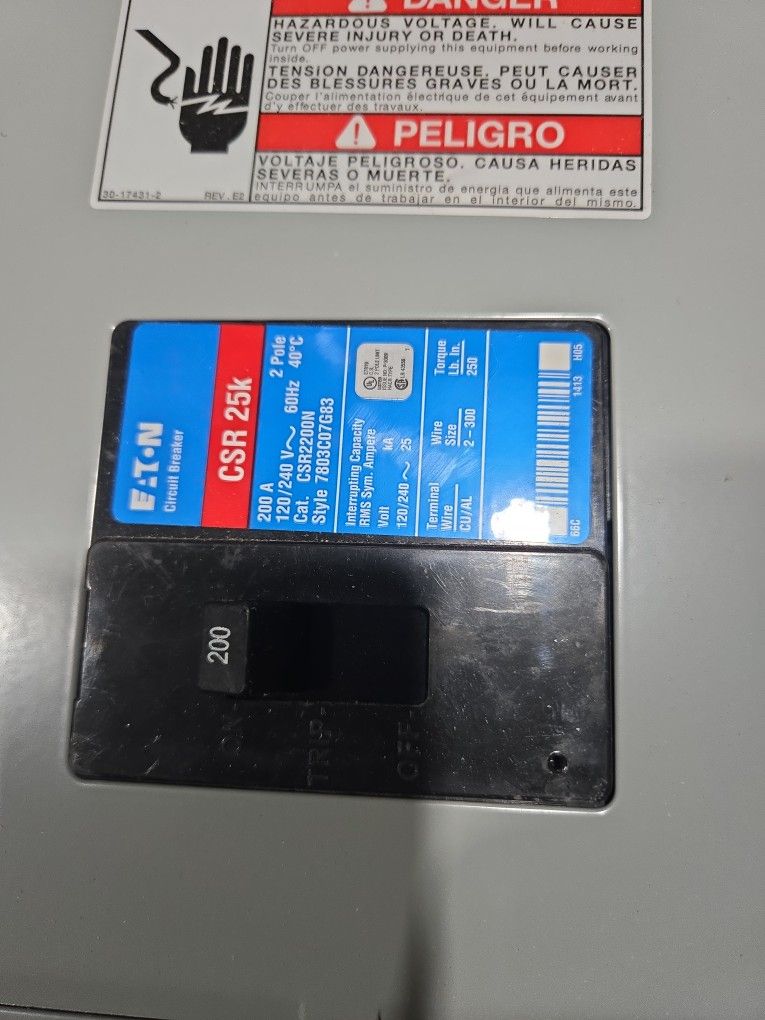 DANGER
HAZARDOUS VOLTAGE. WILL CAUSE
SEVERE INJURY OR DEATH.
Turn OFF power supplying this equipment before working
inside.
TENSION DANGEREUSE. PEUT CAUSER
DES BLESSURES GRAVES OU LA MORT.
Couper l'alimentation électrique de cet équipement avant
d'y effectuer des travaux.
PELIGRO
VOLTAJE PELIGROSO. CAUSA HERIDAS
SEVERAS O MUERTE.
INTERRUMPA el suministro de energia que alimenta este
equipo antes de trabajar en el interior del mismo.
30-17431-2 REV. E2
EATON
Circuit Breaker
CSR 25k
200 A 2 Pole
120/240 V~ 60Hz 40°C
Cat. CSR2200N
Style 7803C07G83
Interrupting Capacity
RMS Sym. Ampere
Volt kA
120/240 ~ 25
Terminal Wire Torque
Wire Size Lb. In.
CU/AL 2-300 250
66C 1413 H05
200
ON
TRIP
OFF